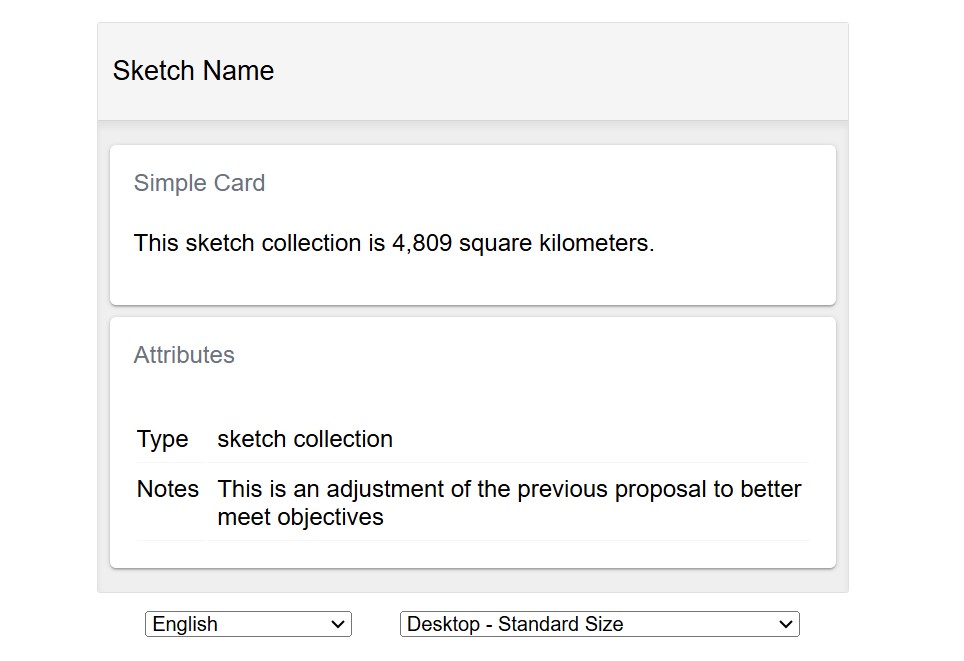 Sketch Name
Simple Card
This sketch collection is 4,809 square kilometers.
Attributes
Type sketch collection
Notes This is an adjustment of the previous proposal to better
meet objectives
English Desktop - Standard Size